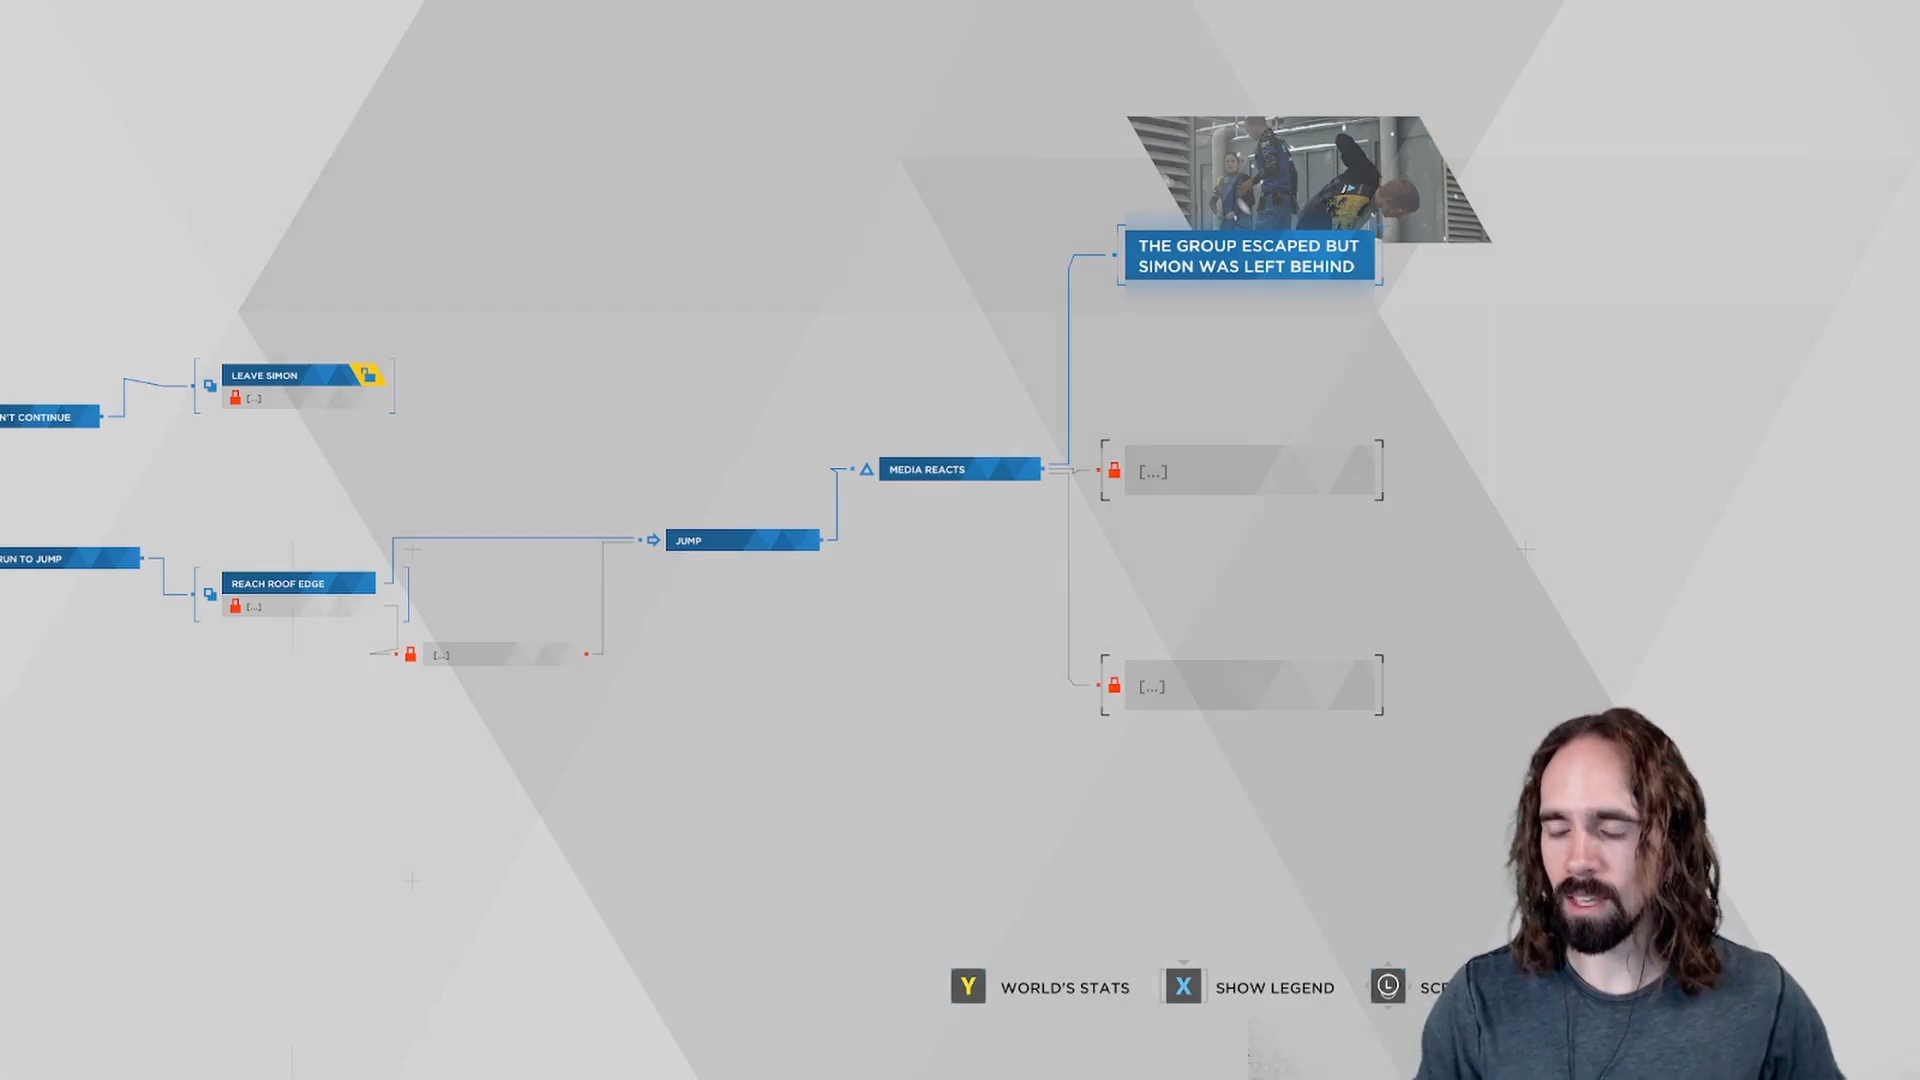 THE GROUP ESCAPED BUT
SIMON WAS LEFT BEHIND
LEAVE SIMON
[...]
N'T CONTINUE
MEDIA REACTS
[...]
JUMP
RUN TO JUMP
REACH ROOF EDGE
[...]
[...]
[...]
Y WORLD'S STATS
X SHOW LEGEND
L SCR